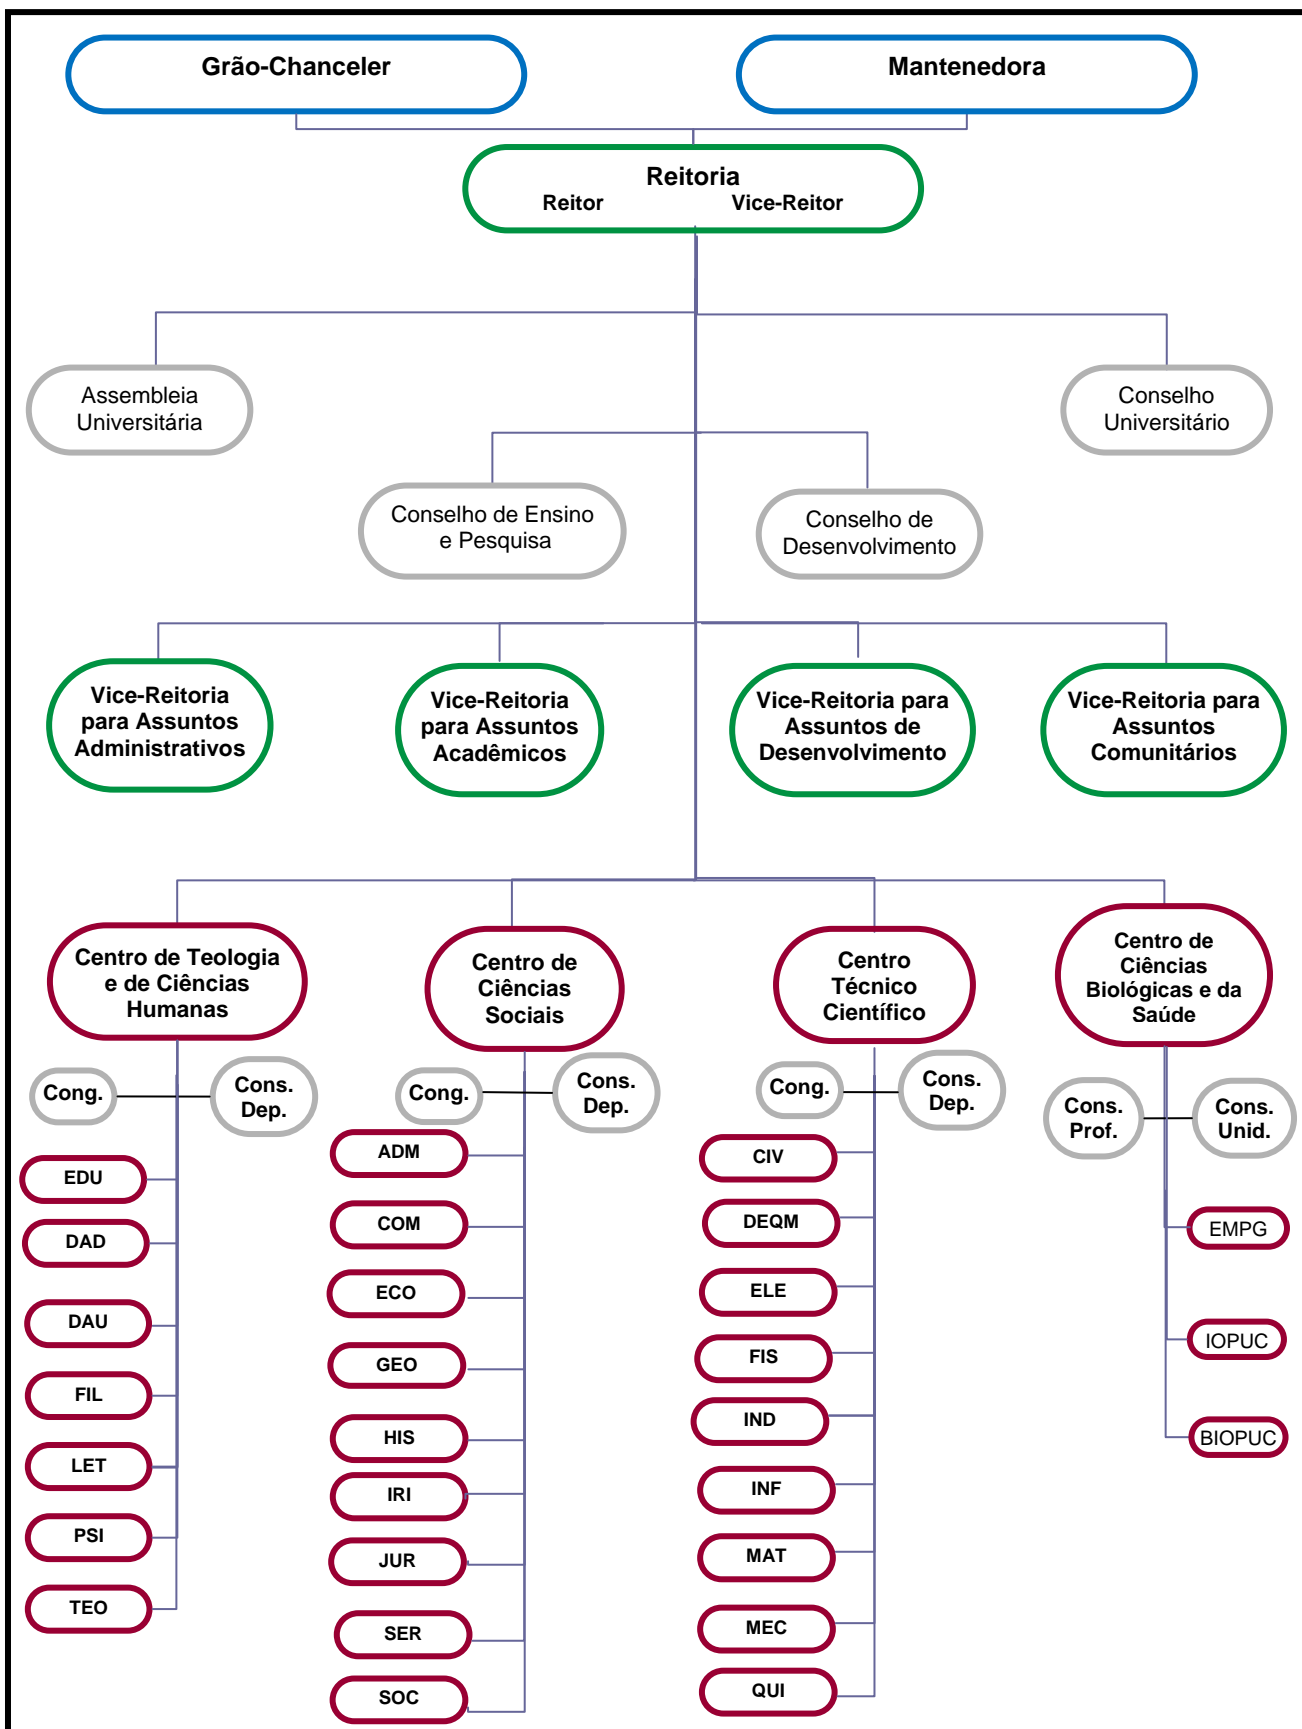 Grão-Chanceler
Mantenedora
Reitoria
Reitor Vice-Reitor
Assembleia
Universitária
Conselho
Universitário
Conselho de Ensino
e Pesquisa
Conselho de
Desenvolvimento
Vice-Reitoria
para Assuntos
Administrativos
Vice-Reitoria
para Assuntos
Acadêmicos
Vice-Reitoria para
Assuntos de
Desenvolvimento
Vice-Reitoria para
Assuntos
Comunitários
Centro de Teologia
e de Ciências
Humanas
Cong.
Cons.
Dep.
EDU
DAD
DAU
FIL
LET
PSI
TEO
Centro de
Ciências
Sociais
Cong.
Cons.
Dep.
ADM
COM
ECO
GEO
HIS
IRI
JUR
SER
SOC
Centro
Técnico
Científico
Cong.
Cons.
Dep.
CIV
DEQM
ELE
FIS
IND
INF
MAT
MEC
QUI
Centro de
Ciências
Biológicas e da
Saúde
Cons.
Prof.
Cons.
Unid.
EMPG
IOPUC
BIOPUC